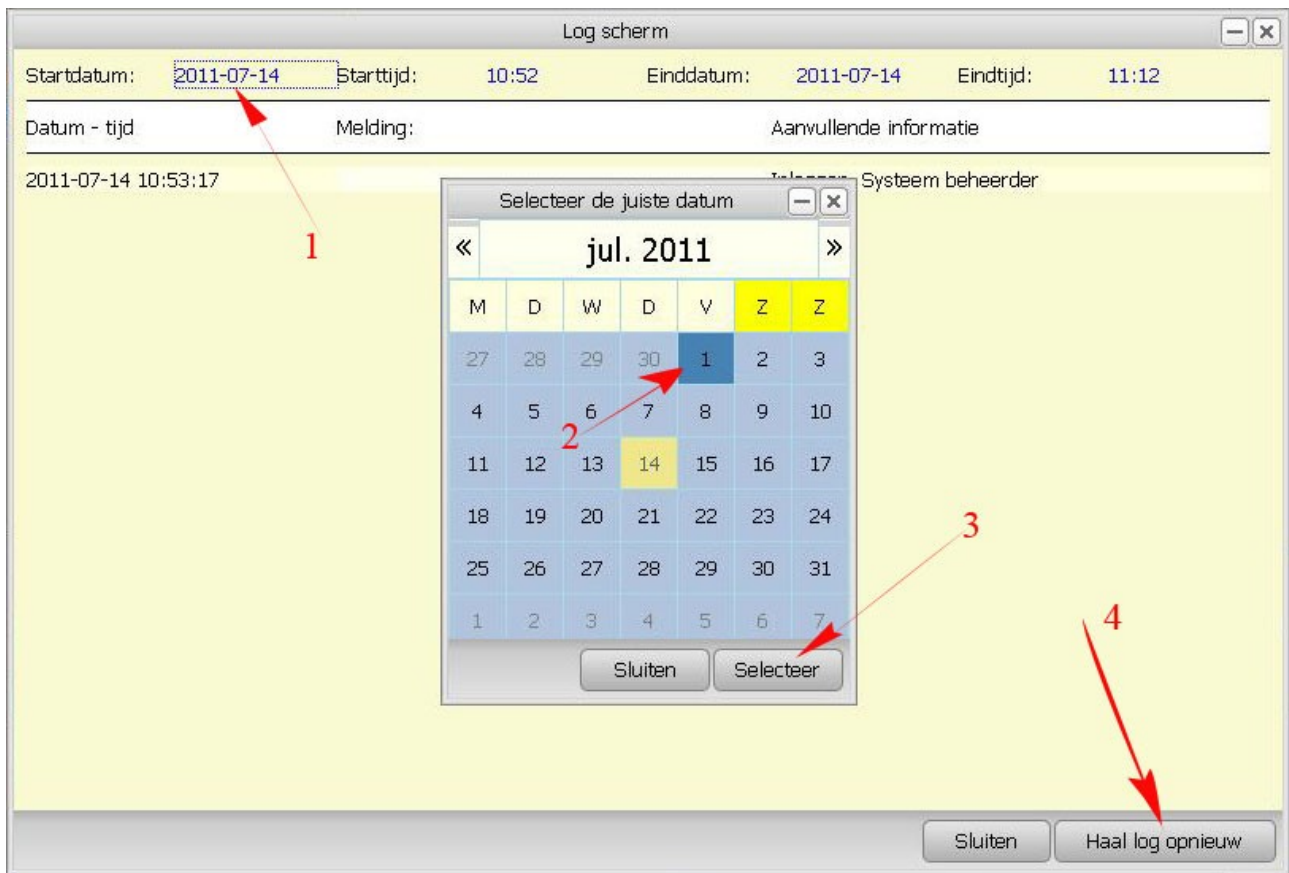 Log scherm
Startdatum: 2011-07-14 Starttijd: 10:52 Einddatum: 2011-07-14 Eindtijd: 11:12
Datum - tijd Melding: Aanvullende informatie
2011-07-14 10:53:17 Systeem beheerder
1
Selecteer de juiste datum
« jul. 2011 »
M D W D V Z Z
27 28 29 30 1 2 3
2
4 5 6 7 8 9 10
11 12 13 14 15 16 17
18 19 20 21 22 23 24
3
25 26 27 28 29 30 31
1 2 3 4 5 6 7
4
Sluiten Selecteer
Sluiten Haal log opnieuw